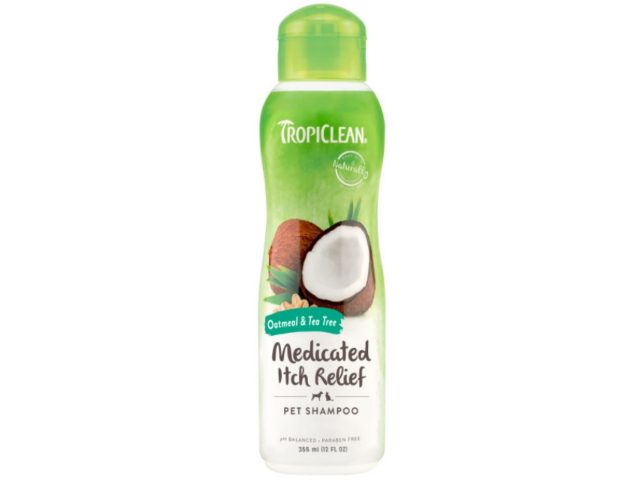 TROPICLEAN
Naturally
Oatmeal & Tea Tree
Medicated
Itch Relief
PET SHAMPOO
pH BALANCED • PARABEN FREE
355 ml (12 FL OZ)